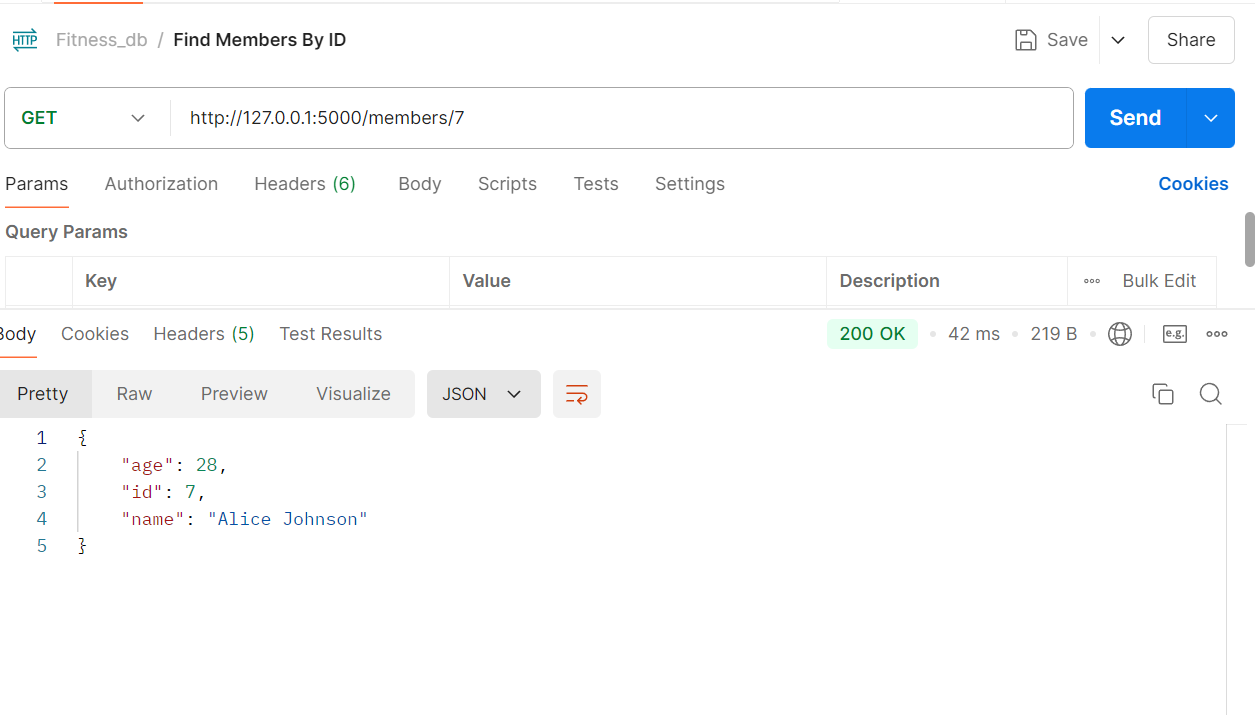 HTTP Fitness_db / Find Members By ID Save Share
GET http://127.0.0.1:5000/members/7 Send
Params Authorization Headers (6) Body Scripts Tests Settings Cookies
Query Params
Key Value Description ooo Bulk Edit
Body Cookies Headers (5) Test Results 200 OK • 42 ms • 219 B • e.g. ooo
Pretty Raw Preview Visualize JSON
1 {
2 "age": 28,
3 "id": 7,
4 "name": "Alice Johnson"
5 }